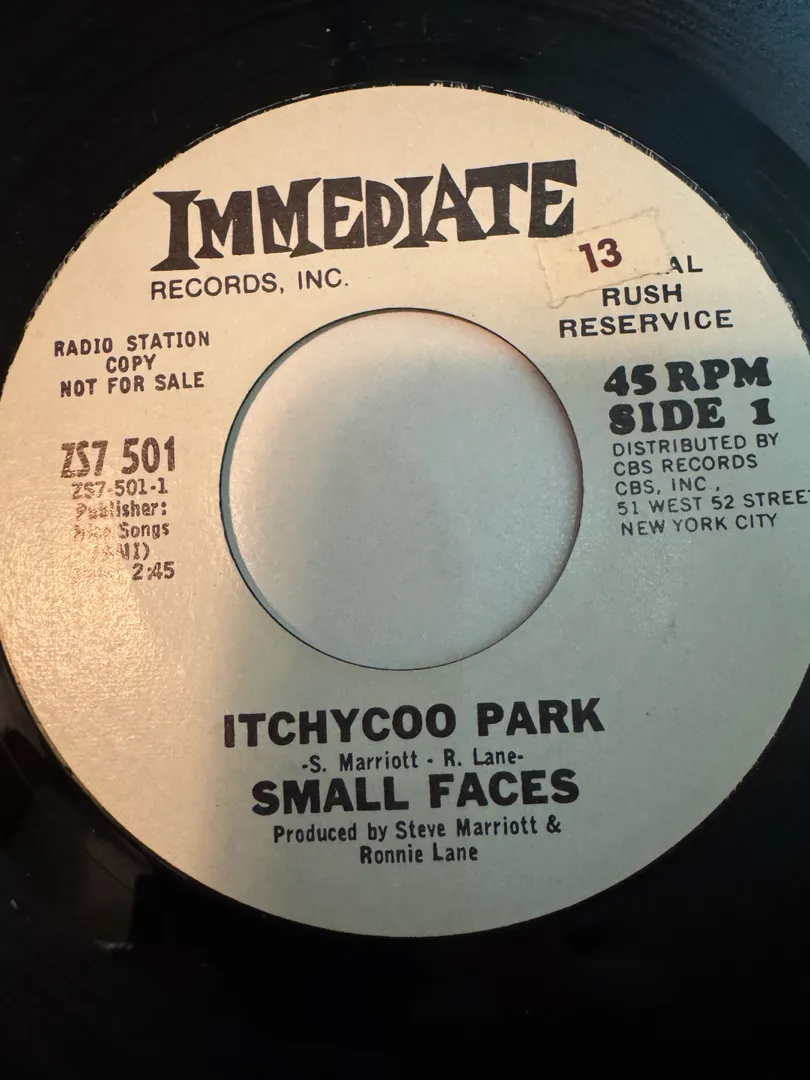 IMMEDIATE
RECORDS, INC.
13
AL
RUSH
RESERVICE
RADIO STATION
COPY
NOT FOR SALE
45 RPM
SIDE 1
DISTRIBUTED BY
CBS RECORDS
CBS, INC.,
51 WEST 52 STREET
NEW YORK CITY
ZS7 501
ZS7-501-1
Publisher:
Songs
2:45
ITCHYCOO PARK
-S. Marriott - R. Lane-
SMALL FACES
Produced by Steve Marriott &
Ronnie Lane